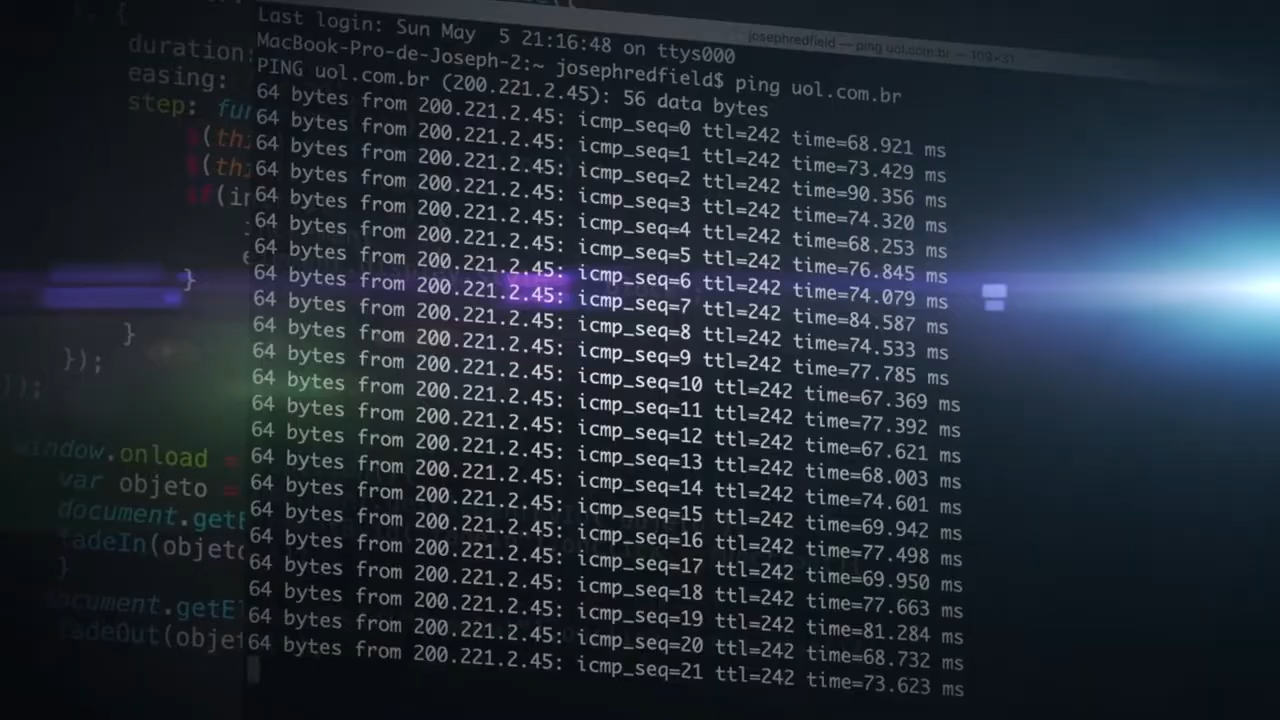 josephredfield — ping uol.com.br — 109×31
Last login: Sun May  5 21:16:48 on ttys000
MacBook-Pro-de-Joseph-2:~ josephredfield$ ping uol.com.br
PING uol.com.br (200.221.2.45): 56 data bytes
64 bytes from 200.221.2.45: icmp_seq=0 ttl=242 time=68.921 ms
64 bytes from 200.221.2.45: icmp_seq=1 ttl=242 time=73.429 ms
64 bytes from 200.221.2.45: icmp_seq=2 ttl=242 time=90.356 ms
64 bytes from 200.221.2.45: icmp_seq=3 ttl=242 time=74.320 ms
64 bytes from 200.221.2.45: icmp_seq=4 ttl=242 time=68.253 ms
64 bytes from 200.221.2.45: icmp_seq=5 ttl=242 time=76.845 ms
64 bytes from 200.221.2.45: icmp_seq=6 ttl=242 time=74.079 ms
64 bytes from 200.221.2.45: icmp_seq=7 ttl=242 time=84.587 ms
64 bytes from 200.221.2.45: icmp_seq=8 ttl=242 time=74.533 ms
64 bytes from 200.221.2.45: icmp_seq=9 ttl=242 time=77.785 ms
64 bytes from 200.221.2.45: icmp_seq=10 ttl=242 time=67.369 ms
64 bytes from 200.221.2.45: icmp_seq=11 ttl=242 time=77.392 ms
64 bytes from 200.221.2.45: icmp_seq=12 ttl=242 time=67.621 ms
64 bytes from 200.221.2.45: icmp_seq=13 ttl=242 time=68.003 ms
64 bytes from 200.221.2.45: icmp_seq=14 ttl=242 time=74.601 ms
64 bytes from 200.221.2.45: icmp_seq=15 ttl=242 time=69.942 ms
64 bytes from 200.221.2.45: icmp_seq=16 ttl=242 time=77.498 ms
64 bytes from 200.221.2.45: icmp_seq=17 ttl=242 time=69.950 ms
64 bytes from 200.221.2.45: icmp_seq=18 ttl=242 time=77.663 ms
64 bytes from 200.221.2.45: icmp_seq=19 ttl=242 time=81.284 ms
64 bytes from 200.221.2.45: icmp_seq=20 ttl=242 time=68.732 ms
64 bytes from 200.221.2.45: icmp_seq=21 ttl=242 time=73.623 ms
duration:
easing:
step: fur
$(thi
$(thi
if(ir
}
}
});
});
window.onload =
var objeto =
document.getE
fadeIn(objeto
}
document.getEl
fadeOut(objet